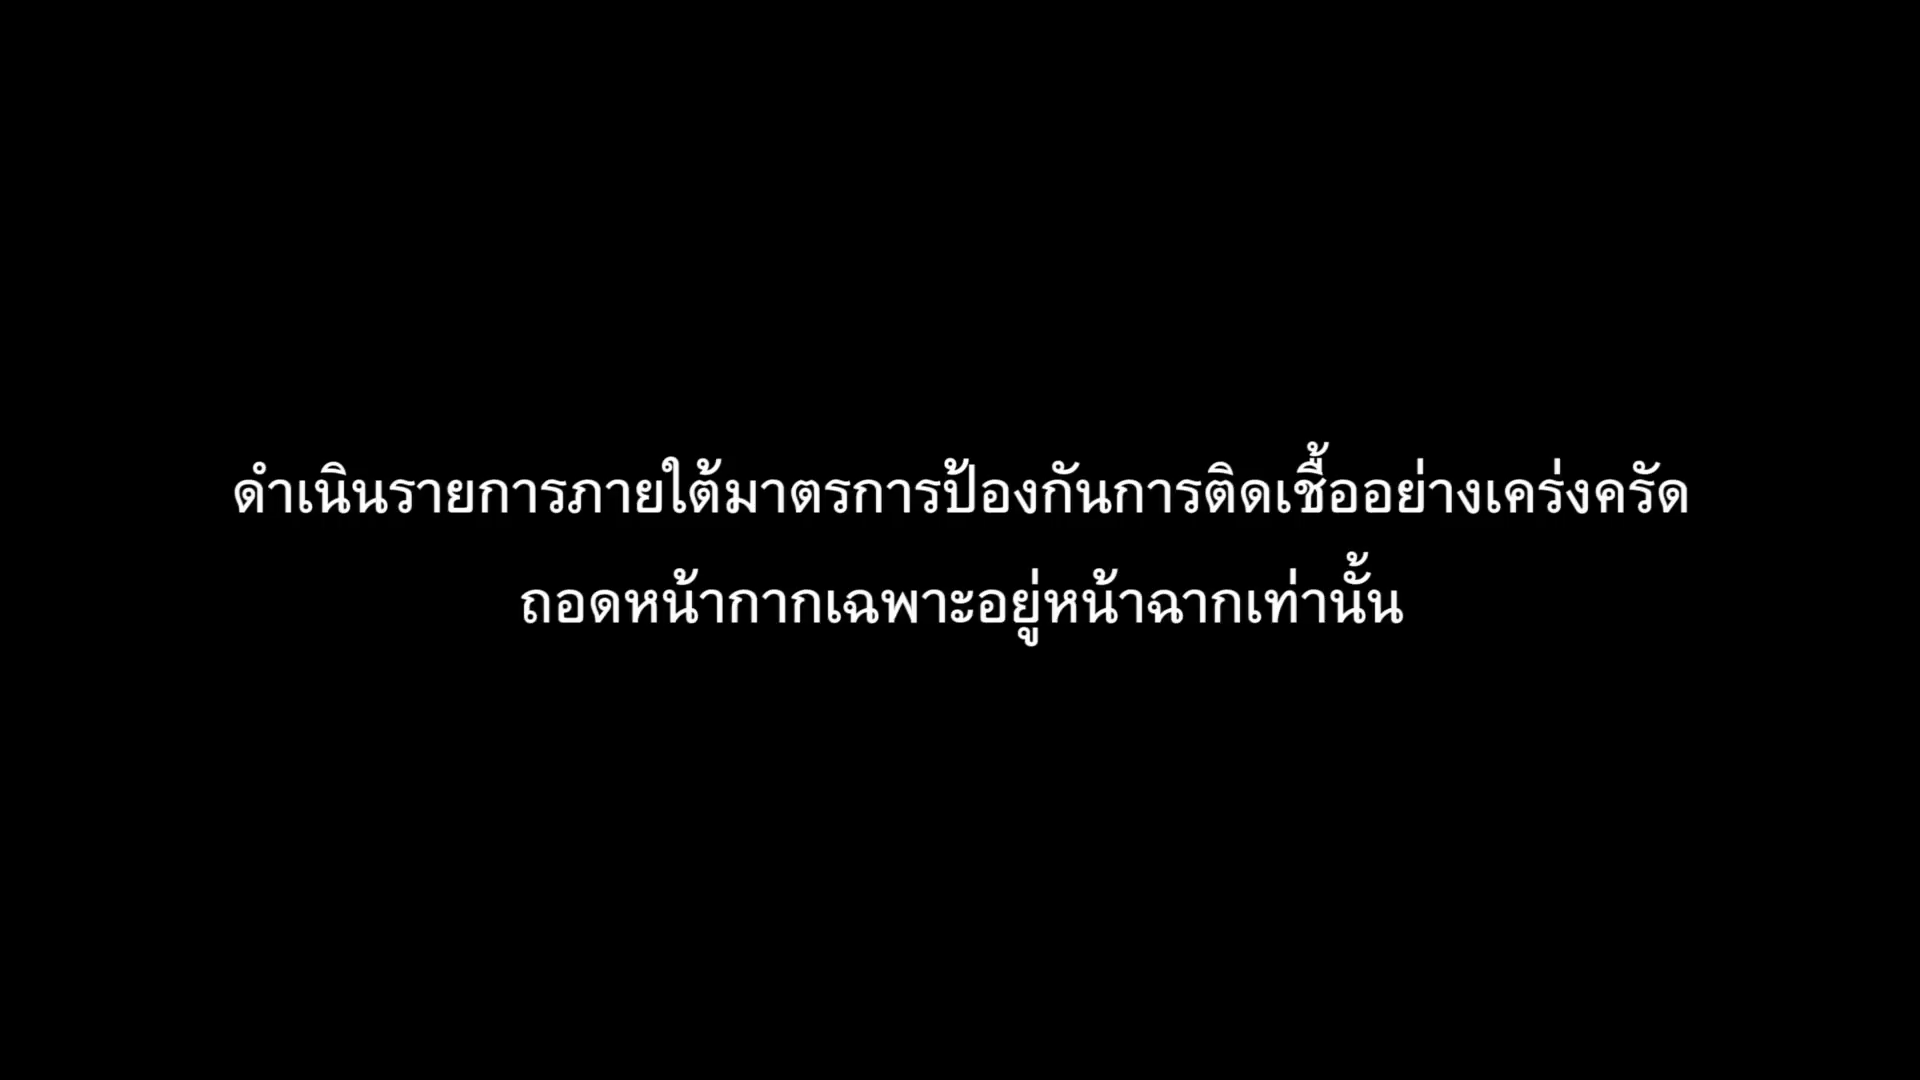 ดำเนินรายการภายใต้มาตรการป้องกันการติดเชื้ออย่างเคร่งครัด
ถอดหน้ากากเฉพาะอยู่หน้าฉากเท่านั้น